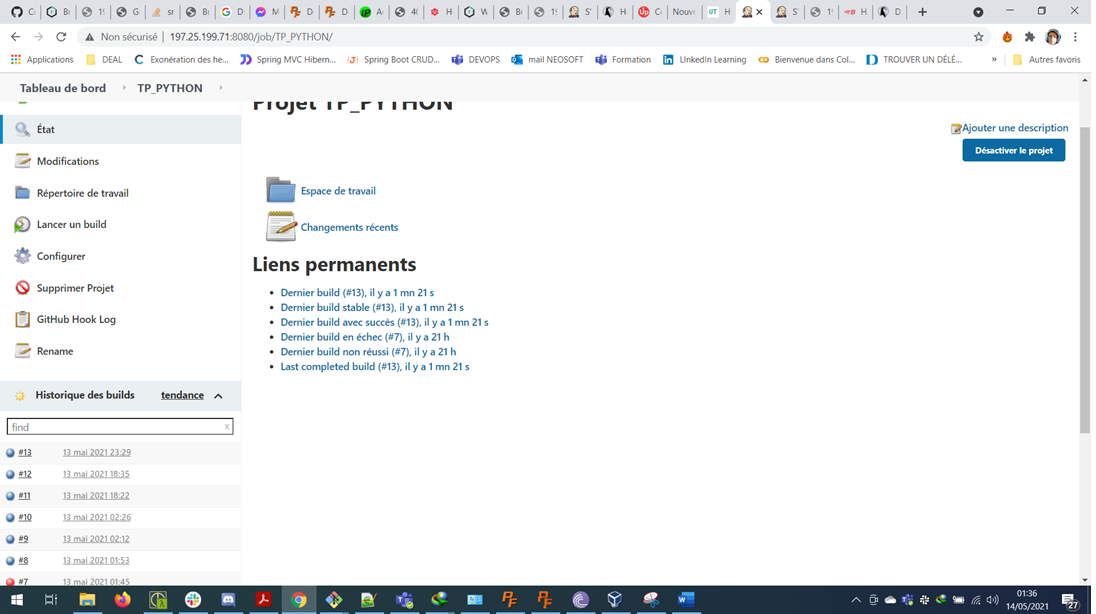 C
Br
19
G
sr
Br
D
M
D
D
A
40
H
W
Br
19
S'
H
C
Nouve
H
S'
19
H
D
Non sécurisé | 197.25.199.71:8080/job/TP_PYTHON/
Applications DEAL Exonération des he... Spring MVC Hibern... Spring Boot CRUD... DEVOPS mail NEOSOFT Formation LinkedIn Learning Bienvenue dans Col... TROUVER UN DÉLÉ... » Autres favoris
Tableau de bord TP_PYTHON
Projet TP_PYTHON
État
Modifications
Répertoire de travail
Lancer un build
Configurer
Supprimer Projet
GitHub Hook Log
Rename
Historique des builds tendance
find x
#13 13 mai 2021 23:29
#12 13 mai 2021 18:35
#11 13 mai 2021 18:22
#10 13 mai 2021 02:26
#9 13 mai 2021 02:12
#8 13 mai 2021 01:53
#7 13 mai 2021 01:45
Ajouter une description
Désactiver le projet
Espace de travail
Changements récents
Liens permanents
Dernier build (#13), il y a 1 mn 21 s
Dernier build stable (#13), il y a 1 mn 21 s
Dernier build avec succès (#13), il y a 1 mn 21 s
Dernier build en échec (#7), il y a 21 h
Dernier build non réussi (#7), il y a 21 h
Last completed build (#13), il y a 1 mn 21 s
01:36
14/05/2021
27